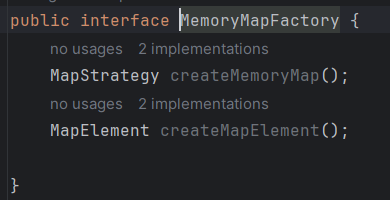 public interface MemoryMapFactory {
no usages   2 implementations
MapStrategy createMemoryMap();
no usages   2 implementations
MapElement createMapElement();
}